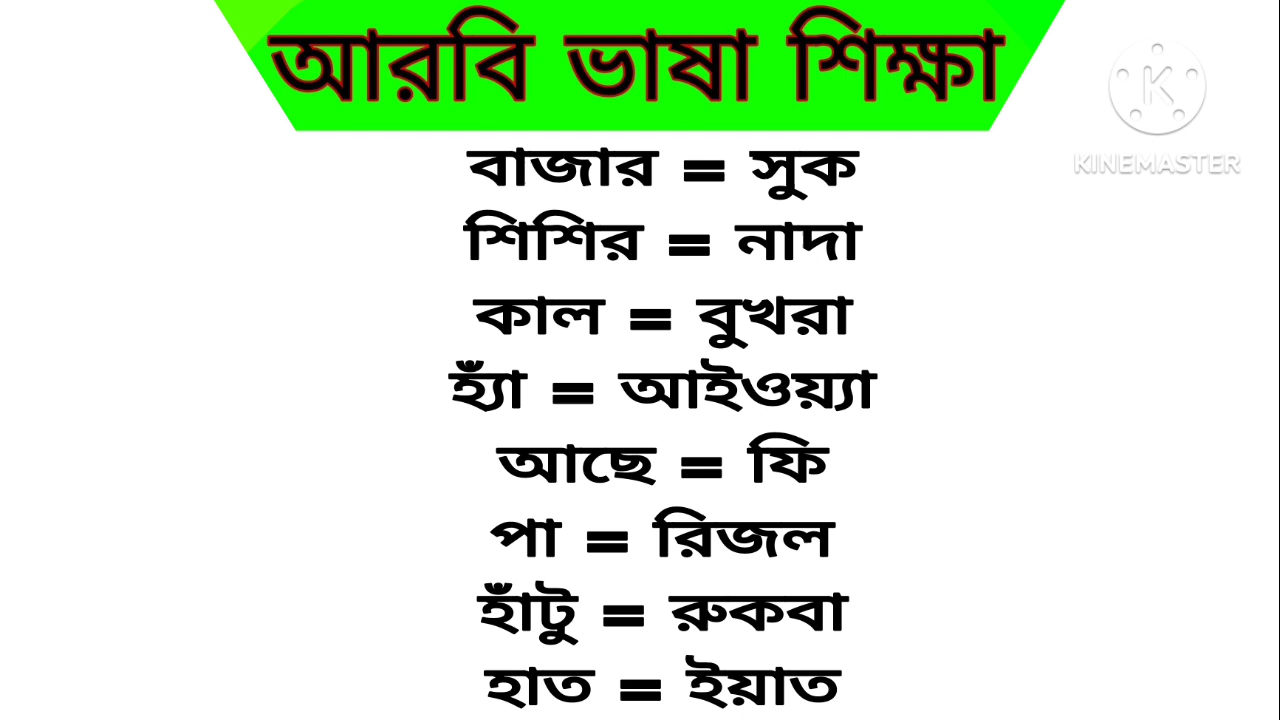 আরবি ভাষা শিক্ষা
KINEMASTER
বাজার = সুক
শিশির = নাদা
কাল = বুখরা
হ্যাঁ = আইওয়্যা
আছে = ফি
পা = রিজল
হাঁটু = রুকবা
হাত = ইয়াত